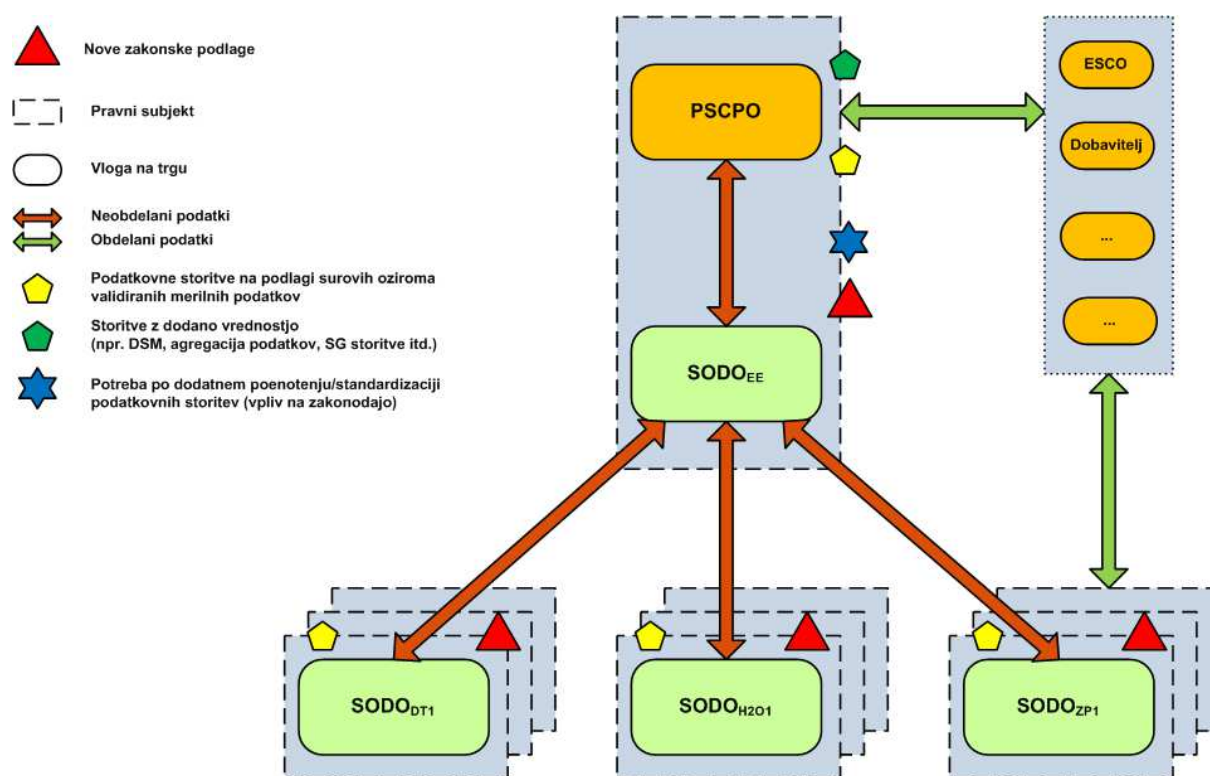 Nove zakonske podlage
Pravni subjekt
Vloga na trgu
Neobdelani podatki
Obdelani podatki
Podatkovne storitve na podlagi surovih oziroma
validiranih merilnih podatkov
Storitve z dodano vrednostjo
(npr. DSM, agregacija podatkov, SG storitve itd.)
Potreba po dodatnem poenotenju/standardizaciji
podatkovnih storitev (vpliv na zakonodajo)
PSCPO
SODOEE
ESCO
Dobavitelj
...
...
SODODT1
SODOH2O1
SODOZP1